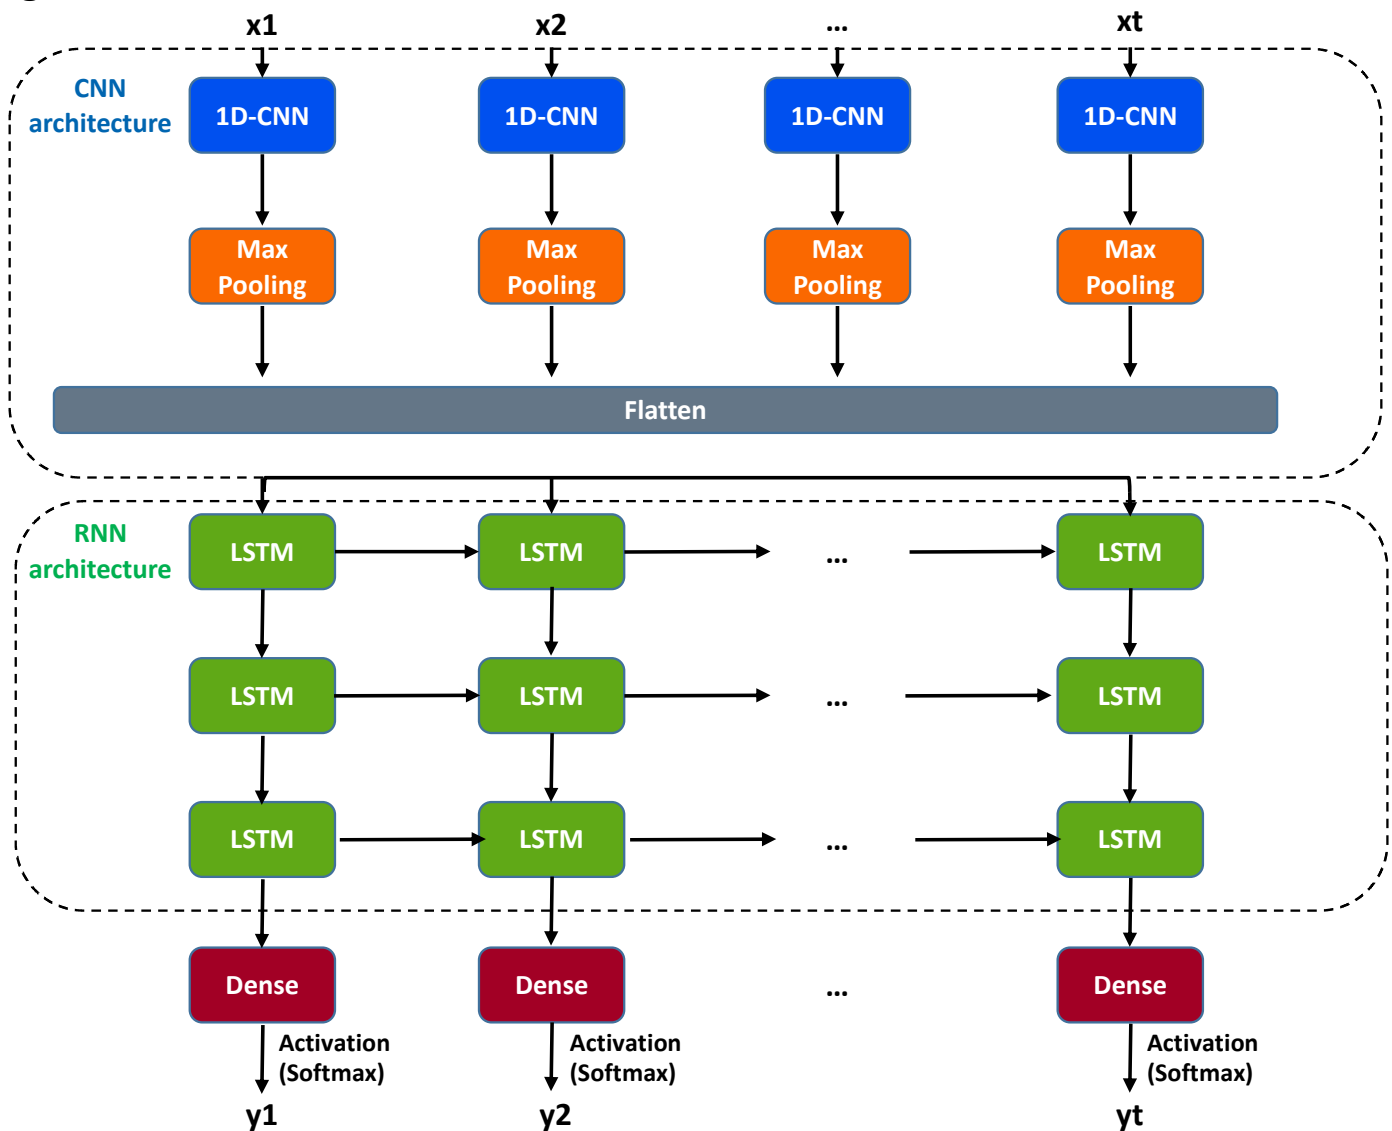 x1 x2 ... xt
CNN
architecture
1D-CNN 1D-CNN 1D-CNN 1D-CNN
Max Max Max Max
Pooling Pooling Pooling Pooling
Flatten
RNN
architecture
LSTM LSTM ... LSTM
LSTM LSTM ... LSTM
LSTM LSTM ... LSTM
Dense Dense ... Dense
Activation Activation Activation
(Softmax) (Softmax) (Softmax)
y1 y2 yt